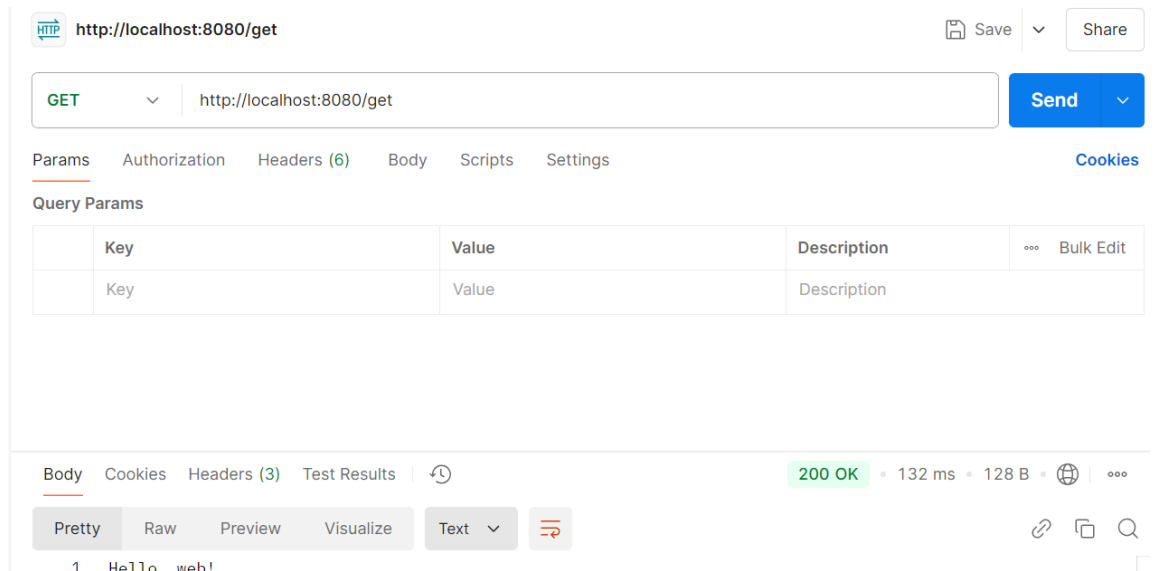 HTTP http://localhost:8080/get Save Share
GET http://localhost:8080/get Send
Params Authorization Headers (6) Body Scripts Settings Cookies
Query Params
Key Value Description Bulk Edit
Key Value Description
Body Cookies Headers (3) Test Results 200 OK 132 ms 128 B
Pretty Raw Preview Visualize Text
1 Hello, web!